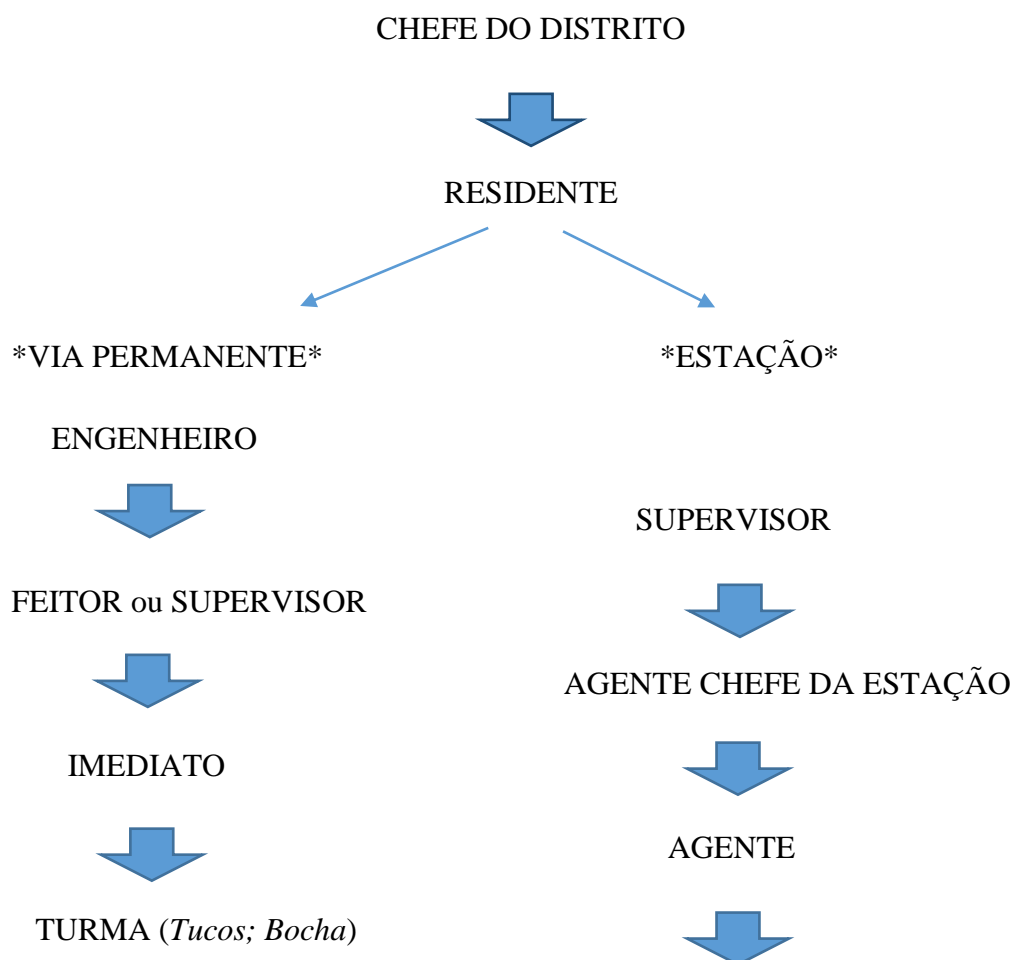 CHEFE DO DISTRITO
RESIDENTE
*VIA PERMANENTE*
*ESTAÇÃO*
ENGENHEIRO
SUPERVISOR
FEITOR ou SUPERVISOR
AGENTE CHEFE DA ESTAÇÃO
IMEDIATO
AGENTE
TURMA (Tucos; Bocha)